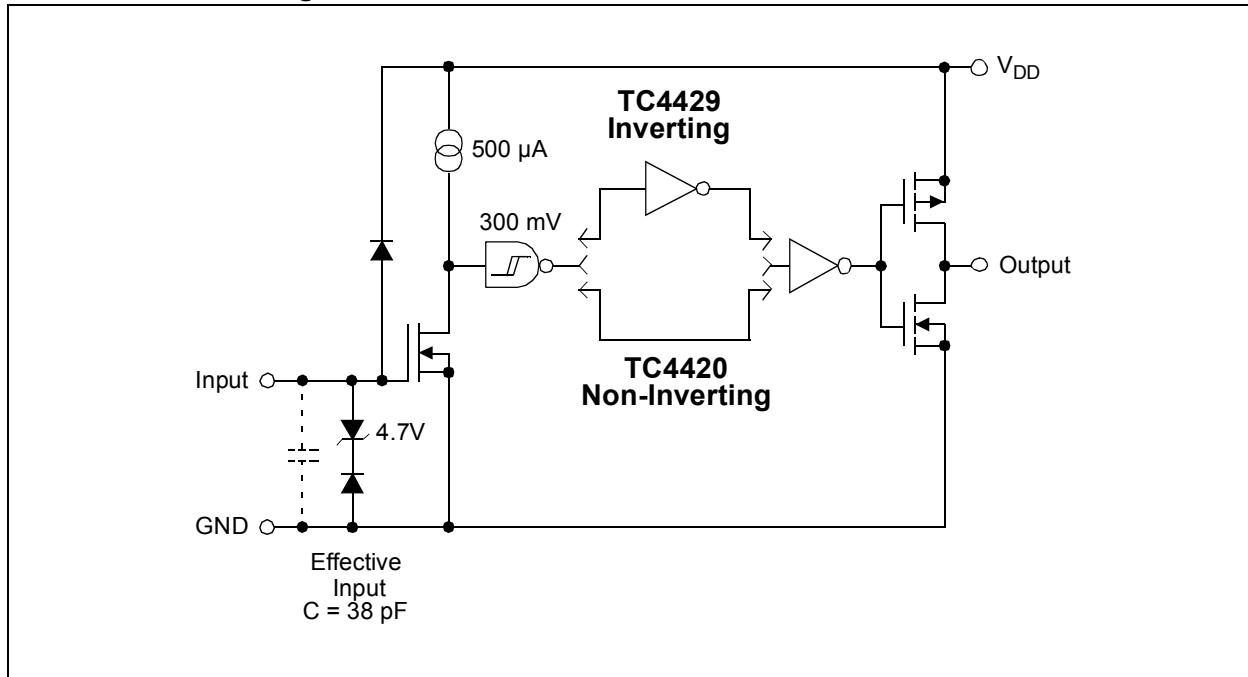 V_DD
TC4429
Inverting
500 µA
300 mV
Output
TC4420
Non-Inverting
Input
4.7V
GND
Effective
Input
C = 38 pF